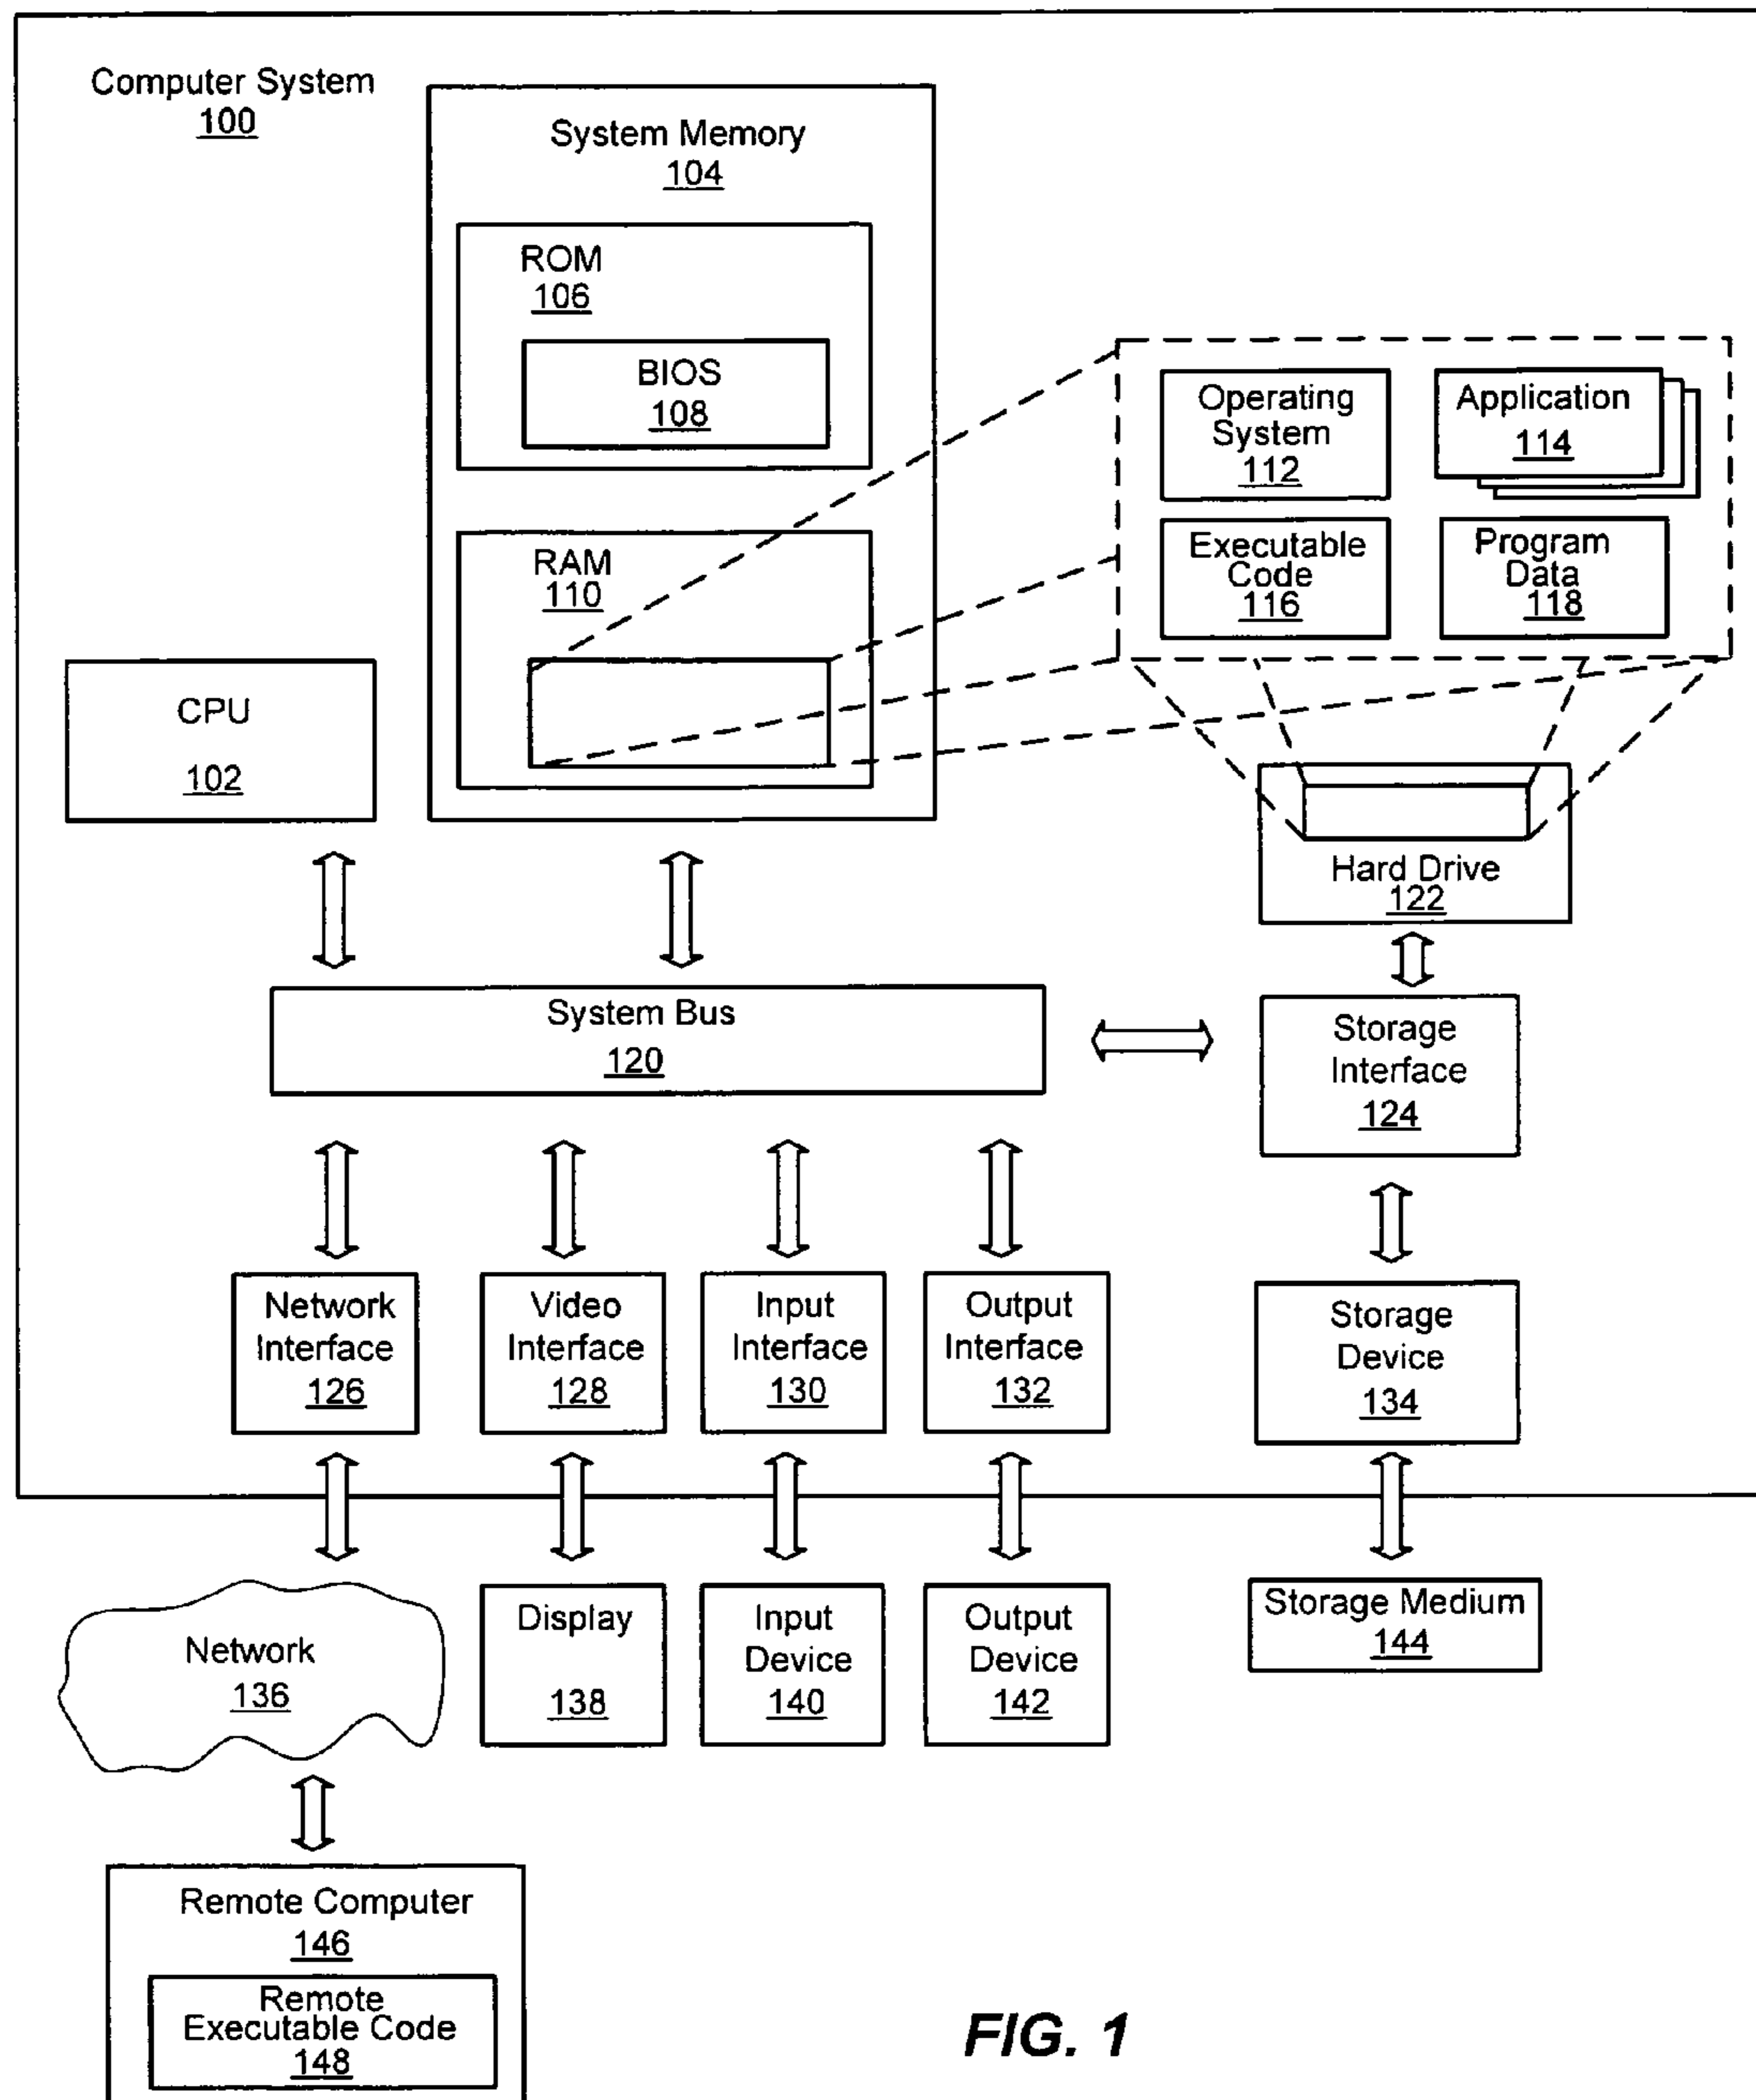 Computer System
100
System Memory
104
ROM
106
BIOS
108
RAM
110
Operating
System
112
Application
114
Executable
Code
116
Program
Data
118
CPU
102
Hard Drive
122
System Bus
120
Storage
Interface
124
Network
Interface
126
Video
Interface
128
Input
Interface
130
Output
Interface
132
Storage
Device
134
Network
136
Display
138
Input
Device
140
Output
Device
142
Storage Medium
144
Remote Computer
146
Remote
Executable Code
148
FIG. 1